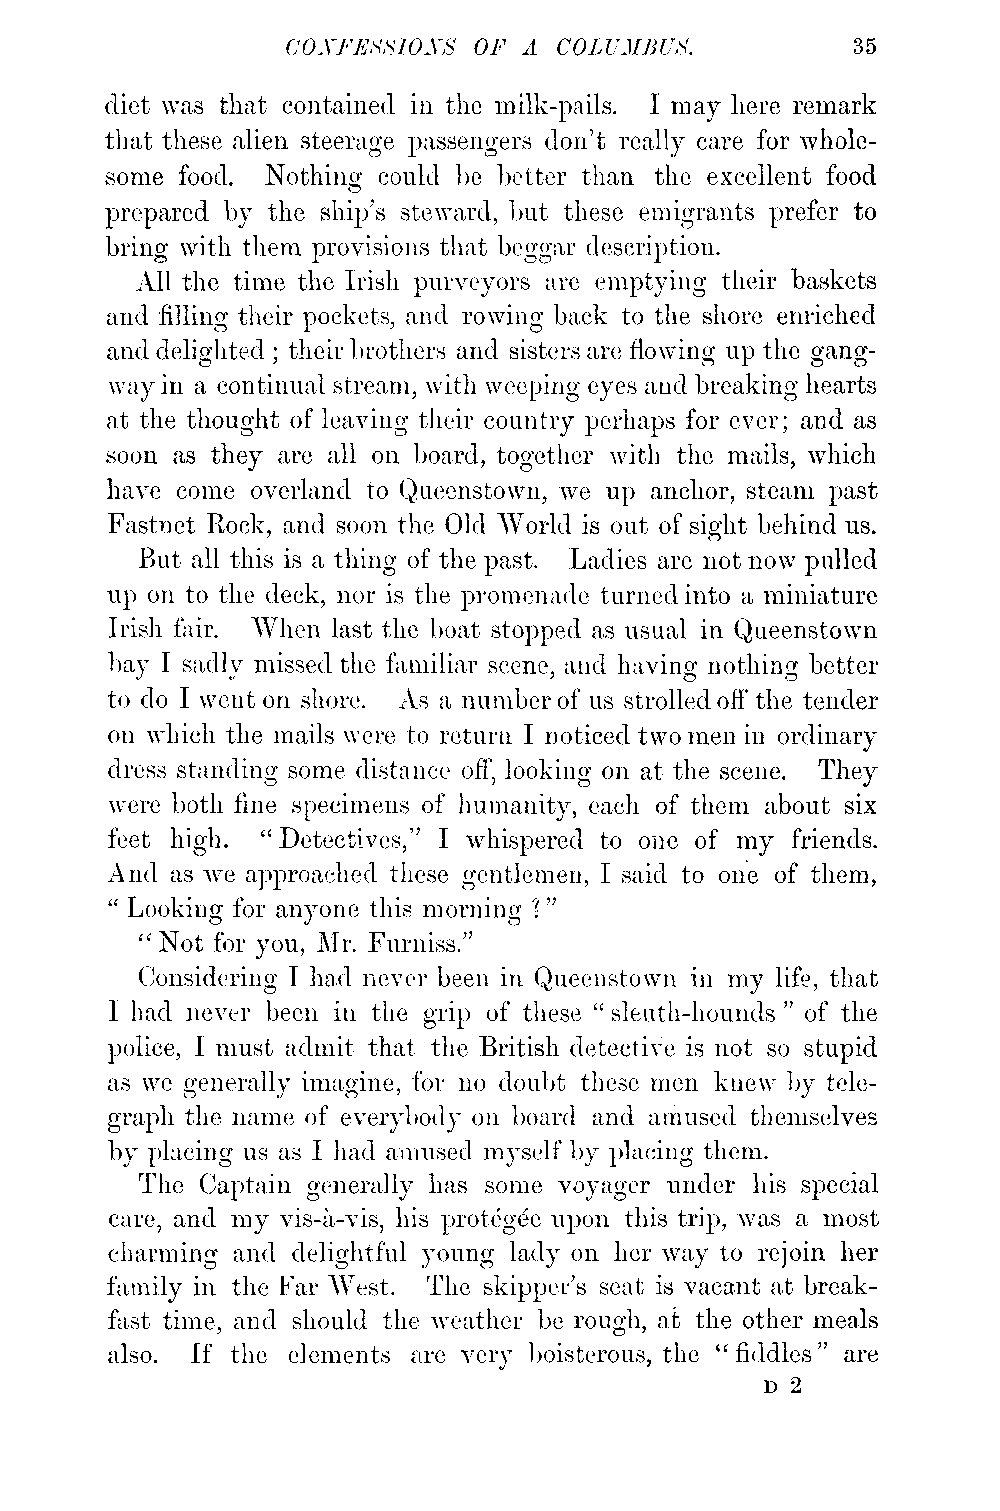 CONFESSIONS OF A COLUMBUS. 35
diet was that contained in the milk-pails. I may here remark
that these alien steerage passengers don't really care for whole-
some food. Nothing could be better than the excellent food
prepared by the ship's steward, but these emigrants prefer to
bring with them provisions that beggar description.
All the time the Irish purveyors are emptying their baskets
and filling their pockets, and rowing back to the shore enriched
and delighted ; their brothers and sisters are flowing up the gang-
way in a continual stream, with weeping eyes and breaking hearts
at the thought of leaving their country perhaps for ever; and as
soon as they are all on board, together with the mails, which
have come overland to Queenstown, we up anchor, steam past
Fastnet Rock, and soon the Old World is out of sight behind us.
But all this is a thing of the past. Ladies are not now pulled
up on to the deck, nor is the promenade turned into a miniature
Irish fair. When last the boat stopped as usual in Queenstown
bay I sadly missed the familiar scene, and having nothing better
to do I went on shore. As a number of us strolled off the tender
on which the mails were to return I noticed two men in ordinary
dress standing some distance off, looking on at the scene. They
were both fine specimens of humanity, each of them about six
feet high. "Detectives," I whispered to one of my friends.
And as we approached these gentlemen, I said to one of them,
"Looking for anyone this morning ?"
"Not for you, Mr. Furniss."
Considering I had never been in Queenstown in my life, that
I had never been in the grip of these "sleuth-hounds" of the
police, I must admit that the British detective is not so stupid
as we generally imagine, for no doubt these men knew by tele-
graph the name of everybody on board and amused themselves
by placing us as I had amused myself by placing them.
The Captain generally has some voyager under his special
care, and my vis-à-vis, his protégée upon this trip, was a most
charming and delightful young lady on her way to rejoin her
family in the Far West. The skipper's seat is vacant at break-
fast time, and should the weather be rough, at the other meals
also. If the elements are very boisterous, the "fiddles" are
D 2